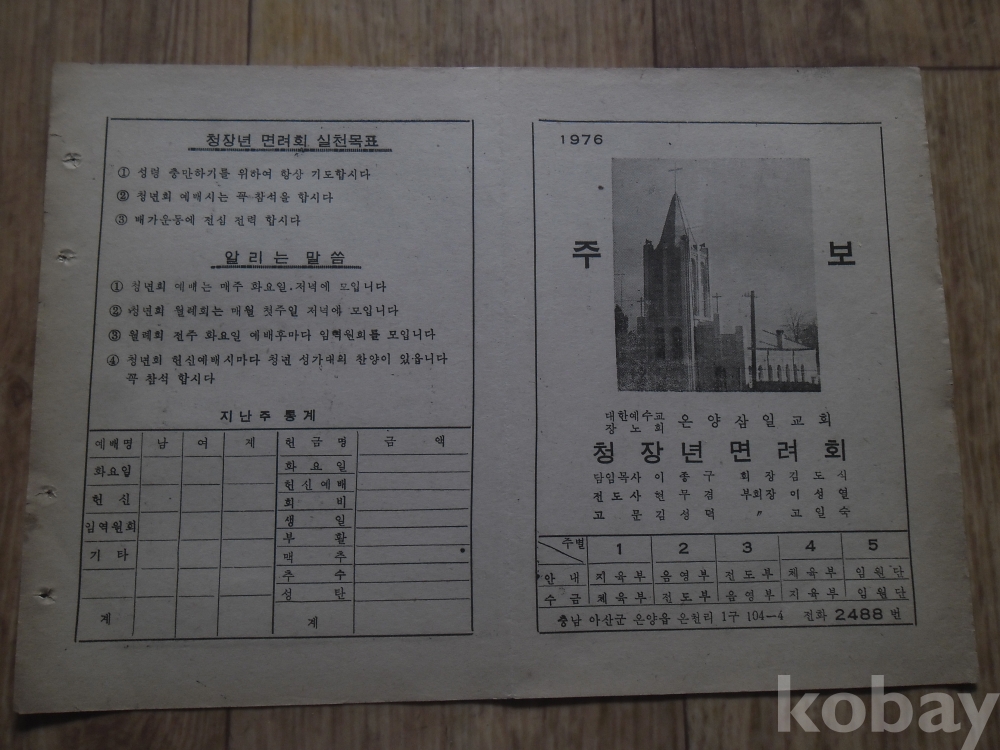 청장년 면려회 실천목표
① 성령 충만하기를 위하여 항상 기도합시다
② 청년회 예배시는 꼭 참석을 합시다
③ 배가운동에 전심 전력 합시다
알리는 말씀
① 청년회 예배는 매주 화요일.저녁에 모입니다
② 청년회 월례회는 매월 첫주일 저녁에 모입니다
③ 월례회 전주 화요일 예배후마다 임역원회를 모입니다
④ 청년회 헌신예배시마다 청년 성가대의 찬양이 있읍니다
꼭 참석 합시다
지난주 통계
예배명 남 여 계 헌금명 금액
화요일 화요일
헌신 헌신예배
회비
임역원회 생일
부활
기타 맥추
추수
성탄
계 계
1976
주보
대한예수교
장로회 온양삼일교회
청장년면려회
담임목사 이종구 회장 김도식
전도사 현무경 부회장 이성열
고문 김성덕 〃 고일숙
주별 1 2 3 4 5
안내 지육부 음영부 전도부 체육부 임원단
수금 체육부 전도부 음영부 지육부 임원단
충남 아산군 온양읍 온천리 1구 104-4 전화 2488 번
kobay